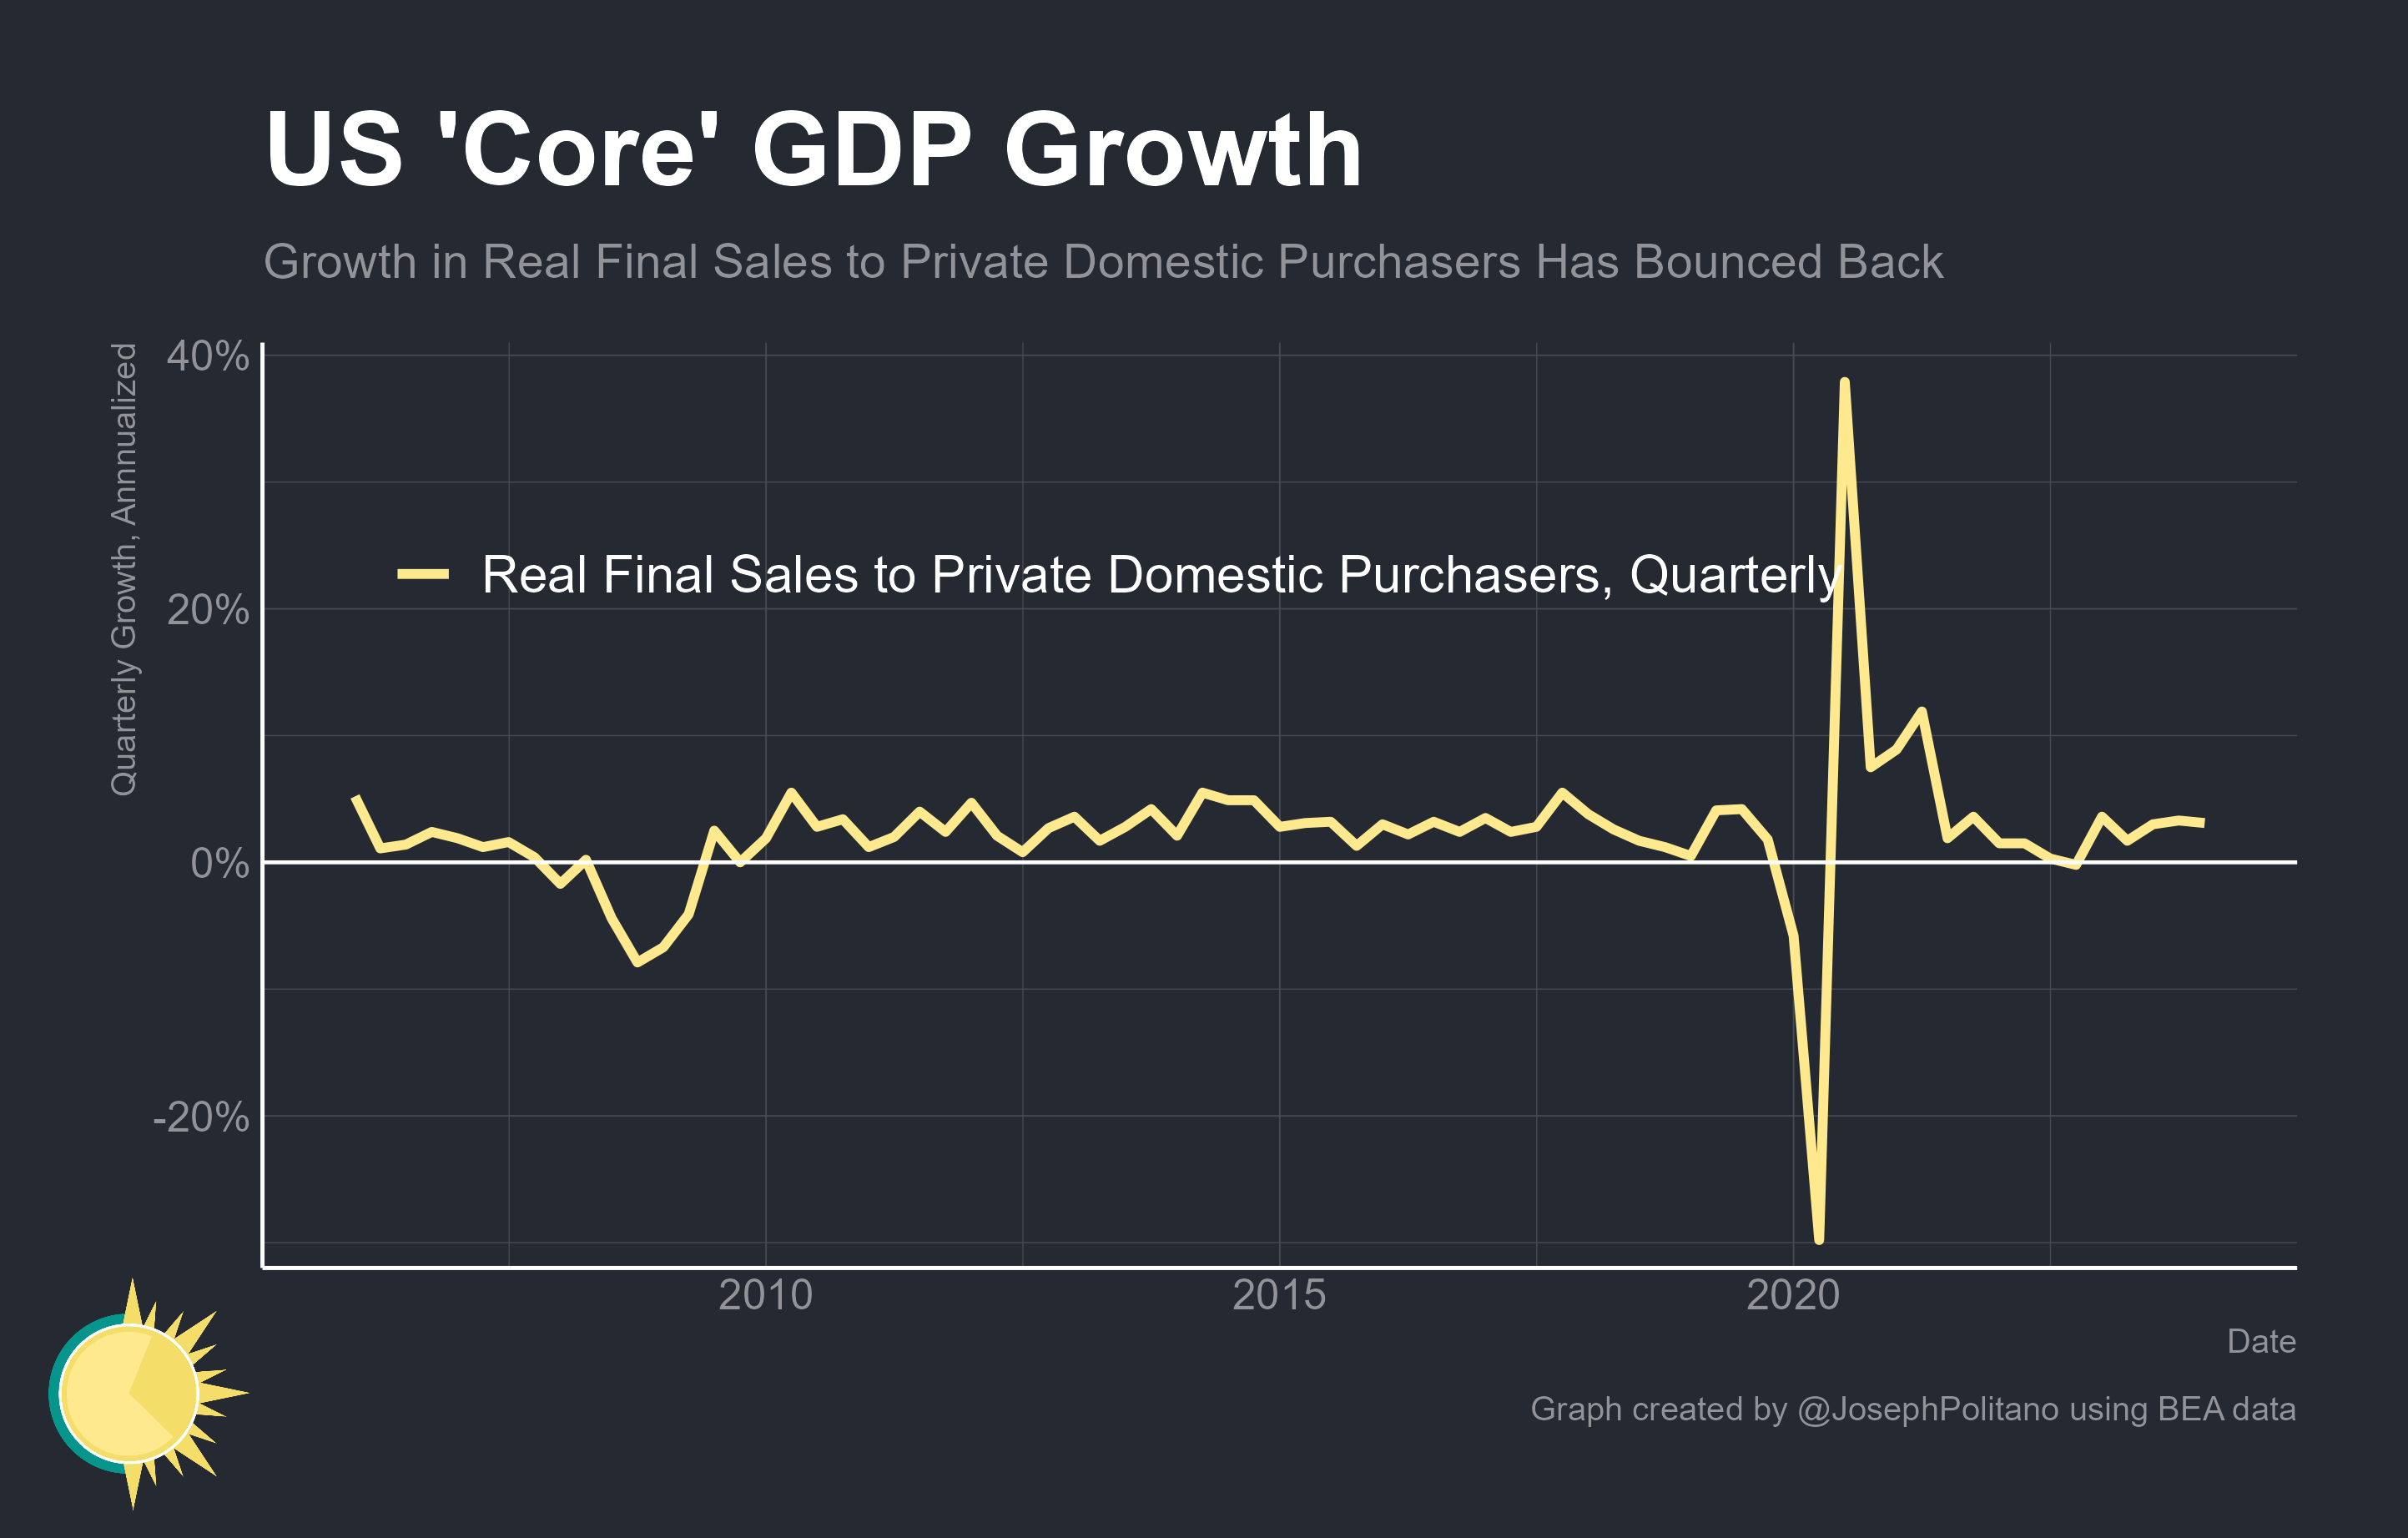 US 'Core' GDP Growth
Growth in Real Final Sales to Private Domestic Purchasers Has Bounced Back
Quarterly Growth, Annnualized
40%
Real Final Sales to Private Domestic Purchasers, Quarterly
20%
0%
-20%
2010
2015
2020
Date
Graph created by @JosephPolitano using BEA data